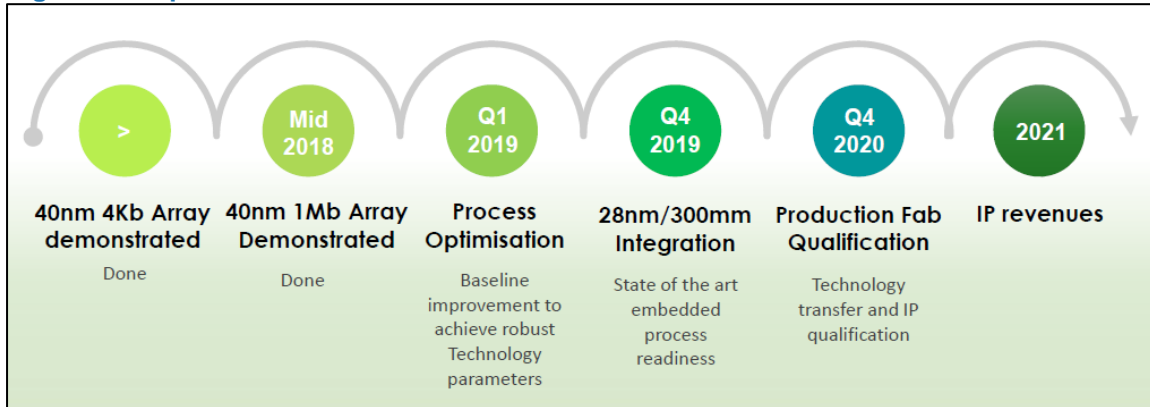 >
40nm 4Kb Array
demonstrated
Done
Mid
2018
40nm 1Mb Array
Demonstrated
Done
Q1
2019
Process
Optimisation
Baseline
improvement to
achieve robust
Technology
parameters
Q4
2019
28nm/300mm
Integration
State of the art
embedded
process
readiness
Q4
2020
Production Fab
Qualification
Technology
transfer and IP
qualification
2021
IP revenues